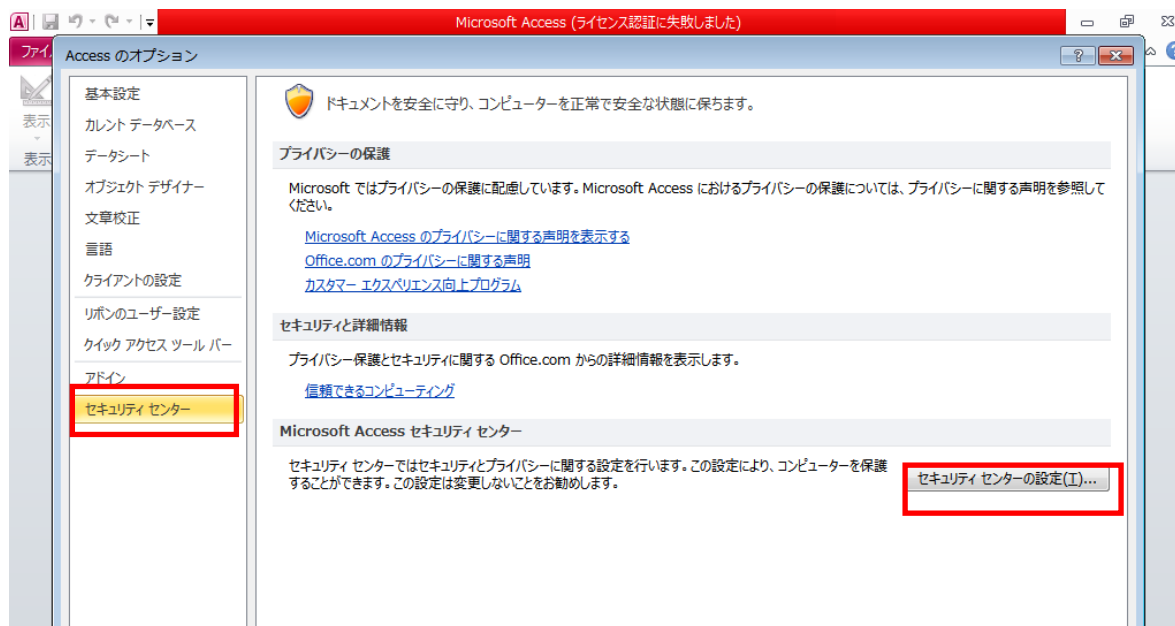 Microsoft Access (ライセンス認証に失敗しました)
ファイ
Access のオプション
表示
表示
基本設定
カレント データベース
データシート
オブジェクト デザイナー
文章校正
言語
クライアントの設定
リボンのユーザー設定
クイック アクセス ツール バー
アドイン
セキュリティ センター
ドキュメントを安全に守り、コンピューターを正常で安全な状態に保ちます。
プライバシーの保護
Microsoft ではプライバシーの保護に配慮しています。Microsoft Access におけるプライバシーの保護については、プライバシーに関する声明を参照して
ください。
Microsoft Access のプライバシーに関する声明を表示する
Office.com のプライバシーに関する声明
カスタマー エクスペリエンス向上プログラム
セキュリティと詳細情報
プライバシー保護とセキュリティに関する Office.com からの詳細情報を表示します。
信頼できるコンピューティング
Microsoft Access セキュリティ センター
セキュリティ センターではセキュリティとプライバシーに関する設定を行います。この設定により、コンピューターを保護
することができます。この設定は変更しないことをお勧めします。
セキュリティ センターの設定(T)...